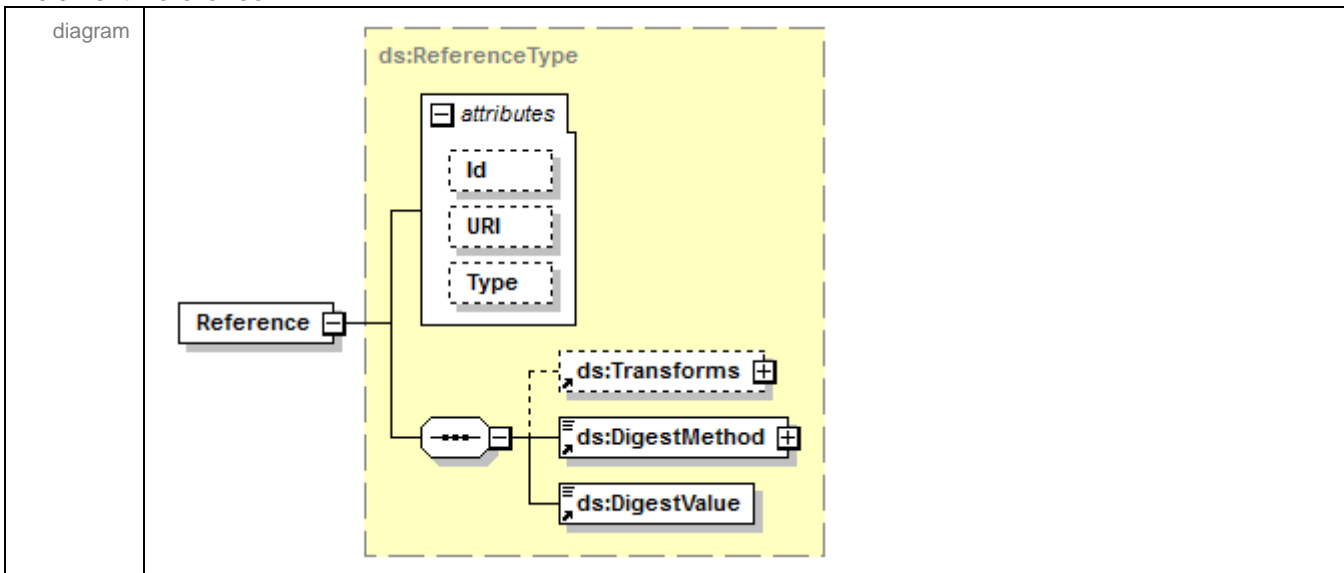 diagram
ds:ReferenceType
attributes
Id
URI
Type
Reference
ds:Transforms
ds:DigestMethod
ds:DigestValue